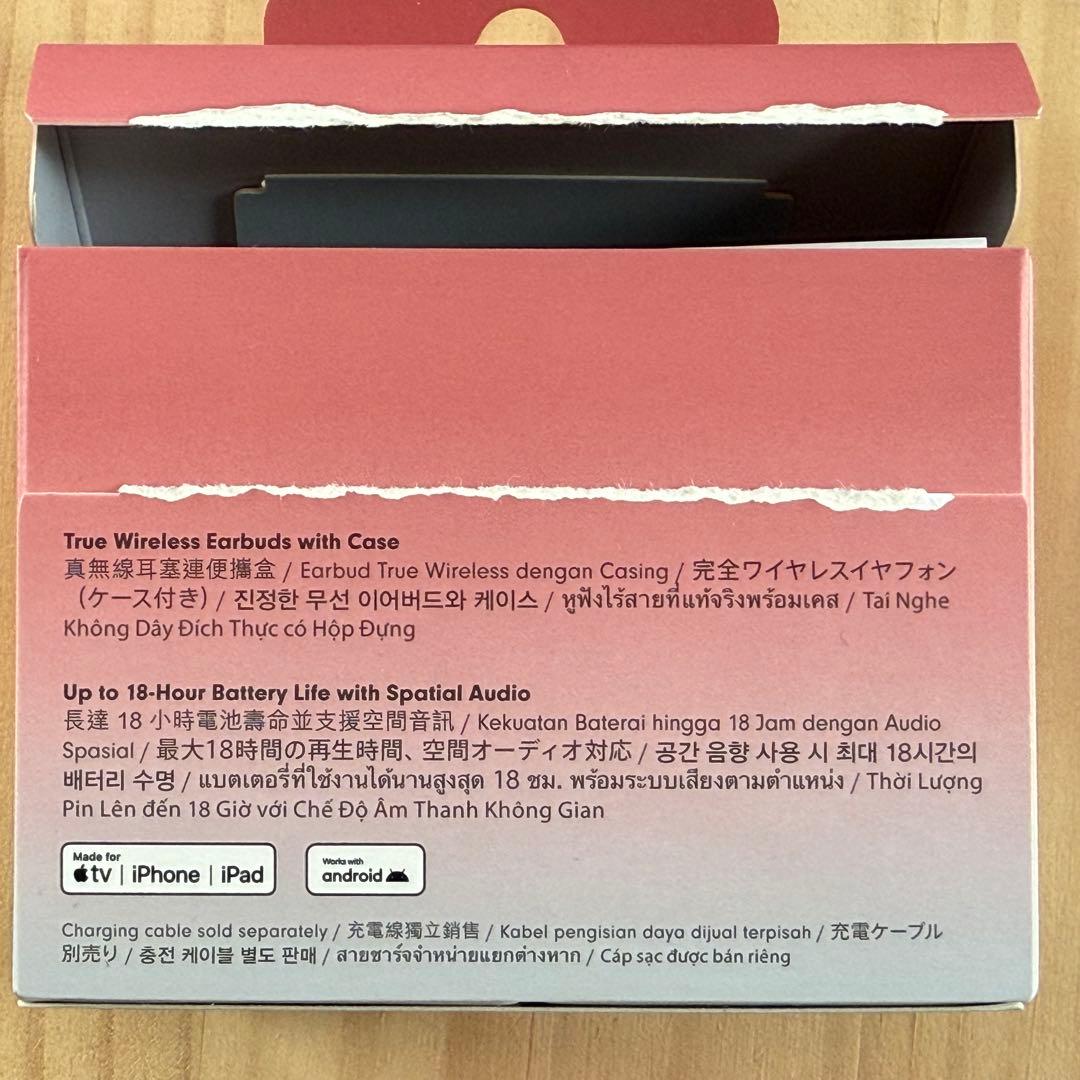 True Wireless Earbuds with Case
真無線耳塞連便攜盒 / Earbud True Wireless dengan Casing / 完全ワイヤレスイヤフォン
（ケース付き）/ 진정한 무선 이어버드와 케이스 / หูฟังไร้สายที่แท้จริงพร้อมเคส / Tai Nghe
Không Dây Đích Thực có Hộp Đựng
Up to 18-Hour Battery Life with Spatial Audio
長達 18 小時電池壽命並支援空間音訊 / Kekuatan Baterai hingga 18 Jam dengan Audio
Spasial / 最大18時間の再生時間、空間オーディオ対応 / 공간 음향 사용 시 최대 18시간의
배터리 수명 / แบตเตอรี่ที่ใช้งานได้นานสูงสุด 18 ชม. พร้อมระบบเสียงตามตำแหน่ง / Thời Lượng
Pin Lên đến 18 Giờ với Chế Độ Âm Thanh Không Gian
Made for
tv | iPhone | iPad
Works with
android
Charging cable sold separately / 充電線獨立銷售 / Kabel pengisian daya dijual terpisah / 充電ケーブル
別売り / 충전 케이블 별도 판매 / สายชาร์จจำหน่ายแยกต่างหาก / Cáp sạc được bán riêng